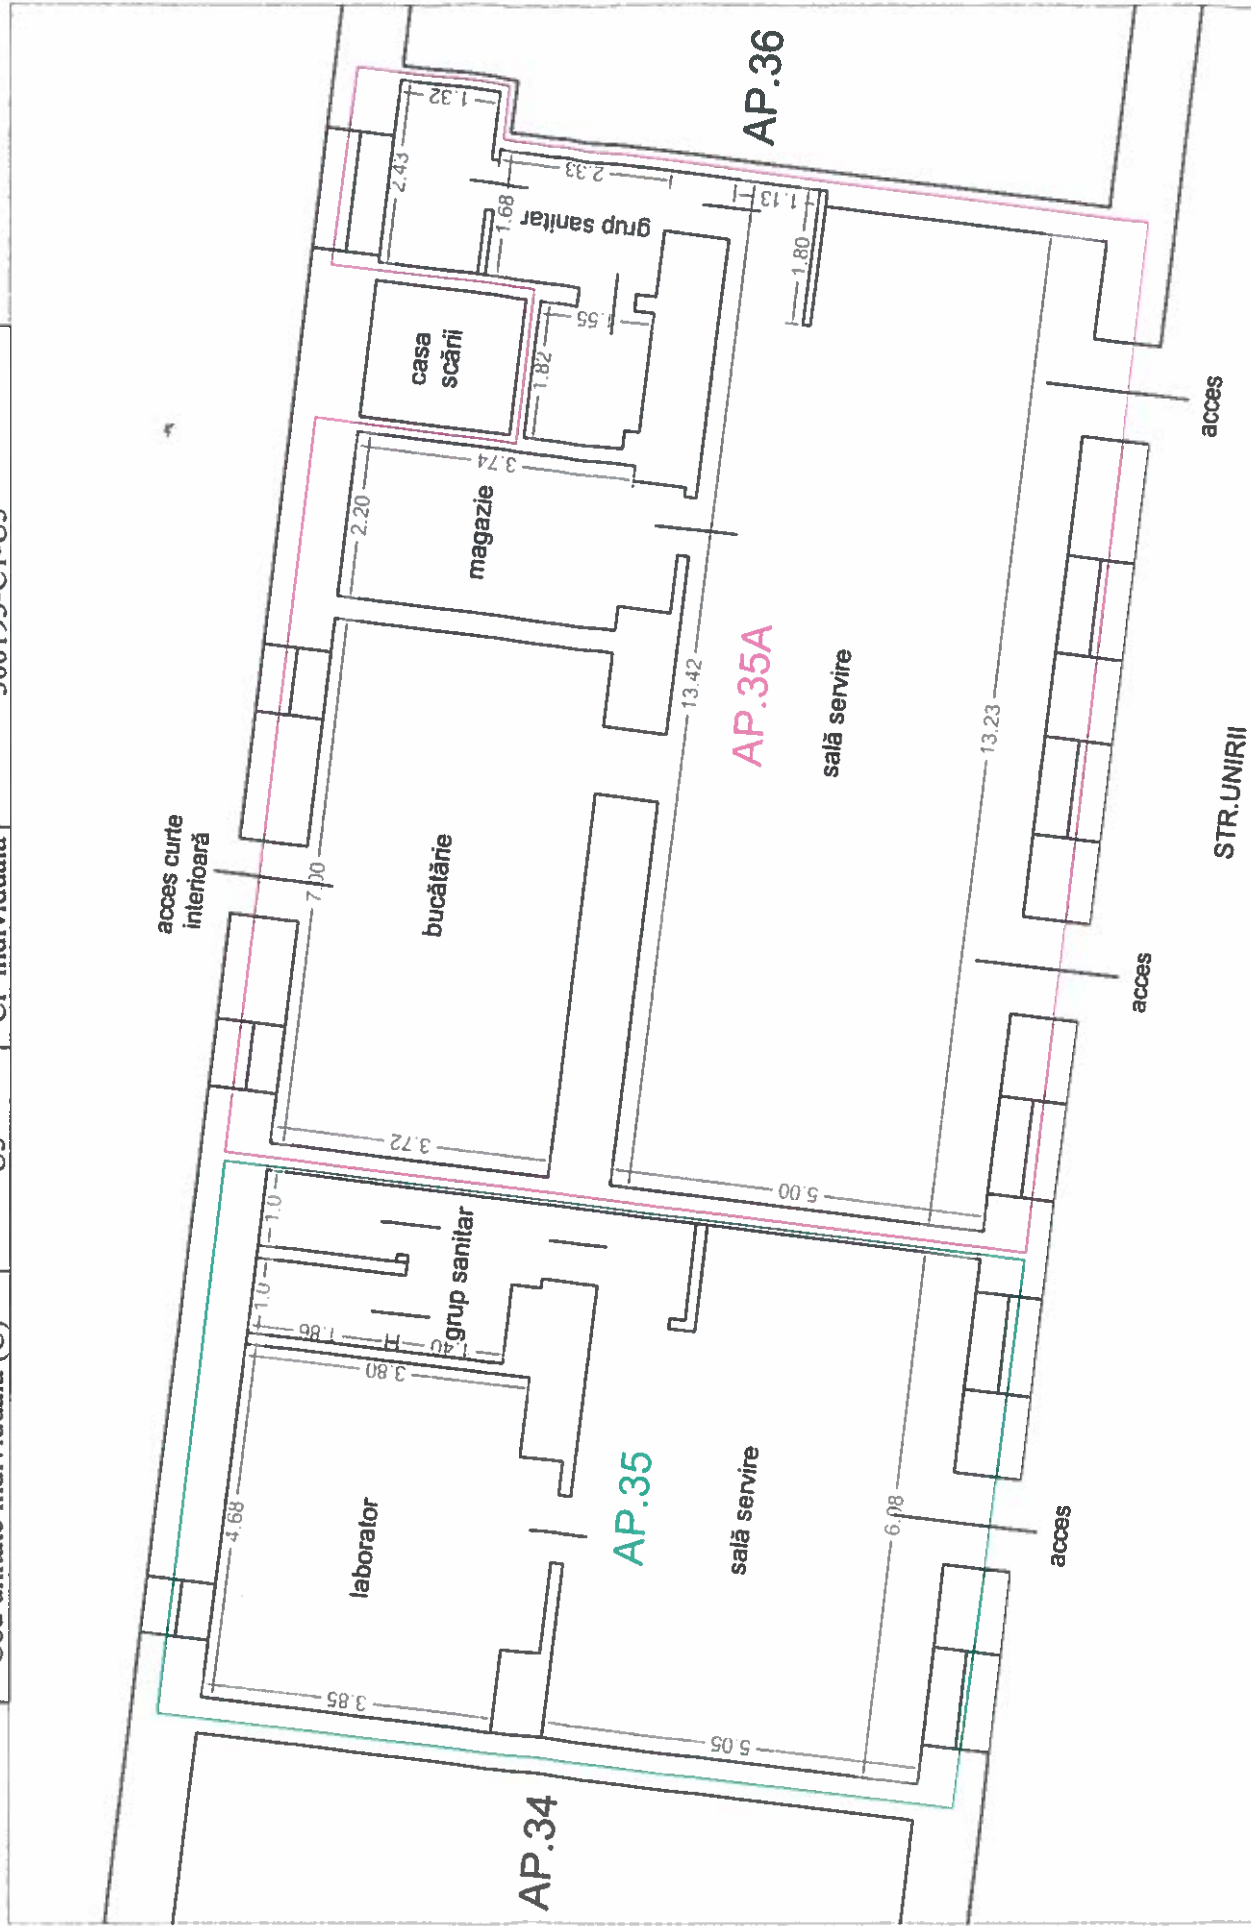 AP.36
1.32
2.43
1.68
2.33
grup sanitar
1.13
1.80
casa
scării
1.82
1.55
3.74
2.20
magazie
13.42
AP.35A
sală servire
13.23
acces
acces curte
interioară
7.00
bucătărie
3.72
5.00
acces
STR.UNIRII
1.0
1.0
grup sanitar
1.86
1.40
3.80
4.68
laborator
3.85
AP.35
sală servire
6.08
5.05
acces
AP.34